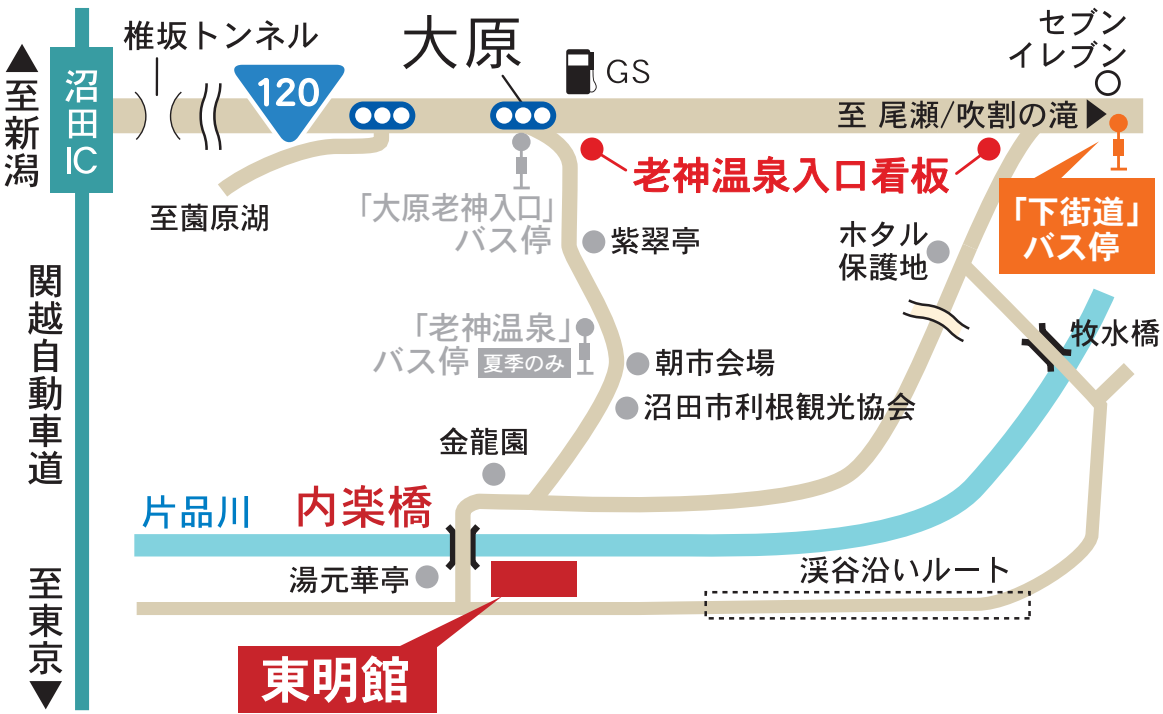 セブン
イレブン
椎坂トンネル
大原
GS
120
沼田IC
▲至新潟
至 尾瀬/吹割の滝▶
老神温泉入口看板
「下街道」
バス停
至薗原湖
「大原老神入口」
バス停
紫翠亭
ホタル
保護地
関越自動車道
「老神温泉」
バス停 夏季のみ
牧水橋
朝市会場
沼田市利根観光協会
金龍園
片品川
内楽橋
湯元華亭
渓谷沿いルート
至東京▼
東明館